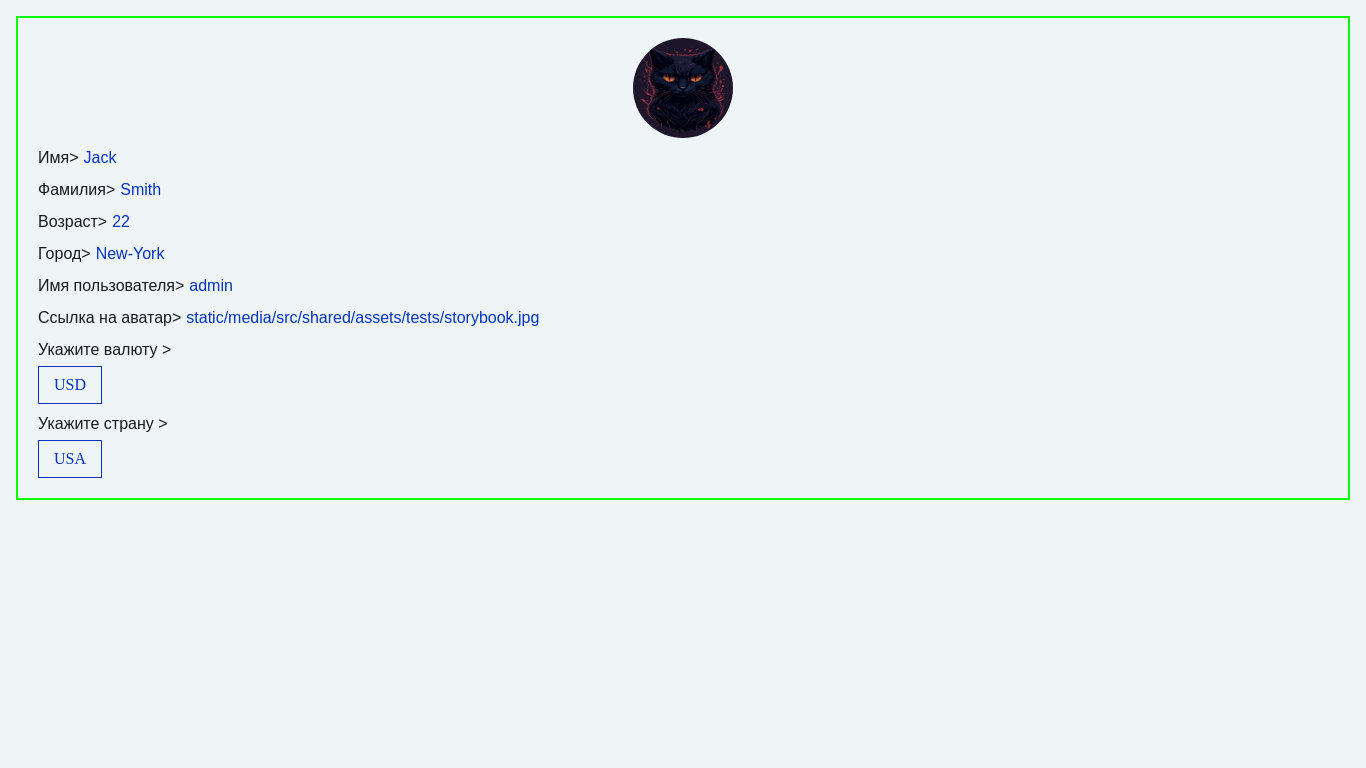 Имя> Jack
Фамилия> Smith
Возраст> 22
Город> New-York
Имя пользователя> admin
Ссылка на аватар> static/media/src/shared/assets/tests/storybook.jpg
Укажите валюту >
USD
Укажите страну >
USA